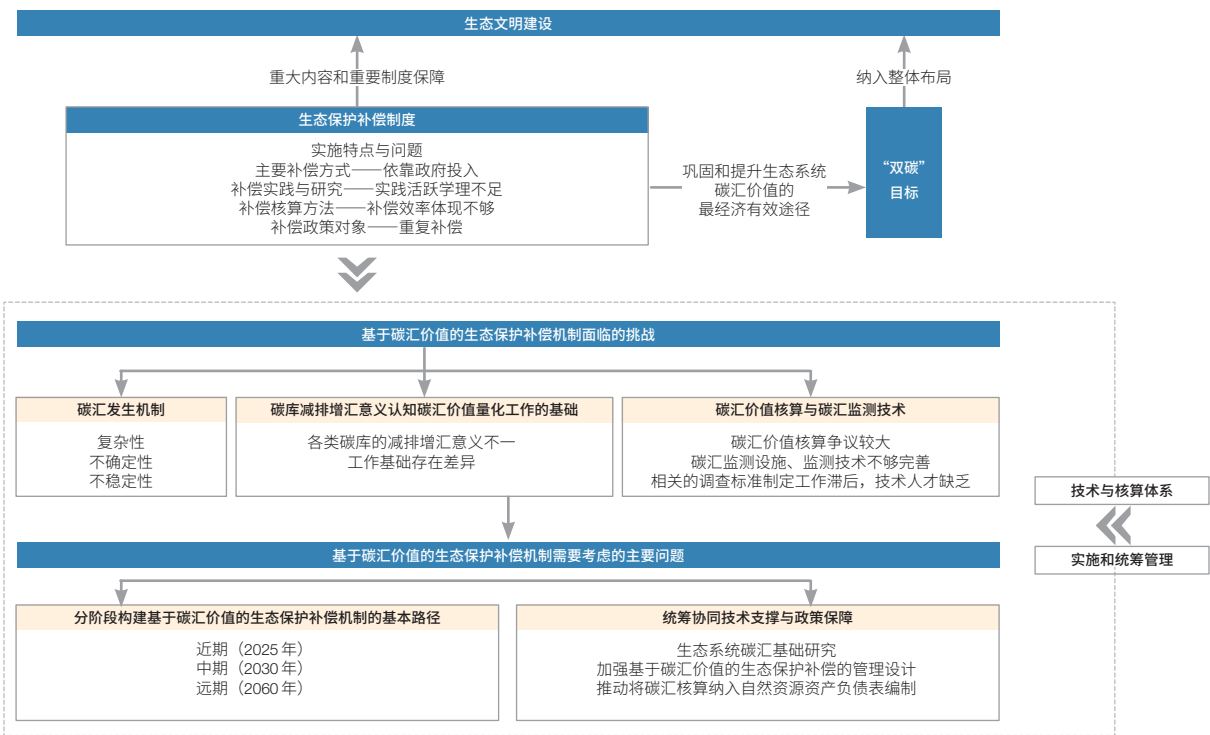 生态文明建设
重大内容和重要制度保障
纳入整体布局
生态保护补偿制度
实施特点与问题
主要补偿方式——依靠政府投入
补偿实践与研究——实践活跃学理不足
补偿核算方法——补偿效率体现不够
补偿政策对象——重复补偿
巩固和提升生态系统
碳汇价值的
最经济有效途径
“双碳”
目标
基于碳汇价值的生态保护补偿机制面临的挑战
碳汇发生机制
复杂性
不确定性
不稳定性
碳库减排增汇意义认知碳汇价值量化工作的基础
各类碳库的减排增汇意义不一
工作基础存在差异
碳汇价值核算与碳汇监测技术
碳汇价值核算争议较大
碳汇监测设施、监测技术不够完善
相关的调查标准制定工作滞后，技术人才缺乏
技术与核算体系
实施和统筹管理
基于碳汇价值的生态保护补偿机制需要考虑的主要问题
分阶段构建基于碳汇价值的生态保护补偿机制的基本路径
近期（2025 年）
中期（2030 年）
远期（2060 年）
统筹协同技术支撑与政策保障
生态系统碳汇基础研究
加强基于碳汇价值的生态保护补偿的管理设计
推动将碳汇核算纳入自然资源资产负债表编制